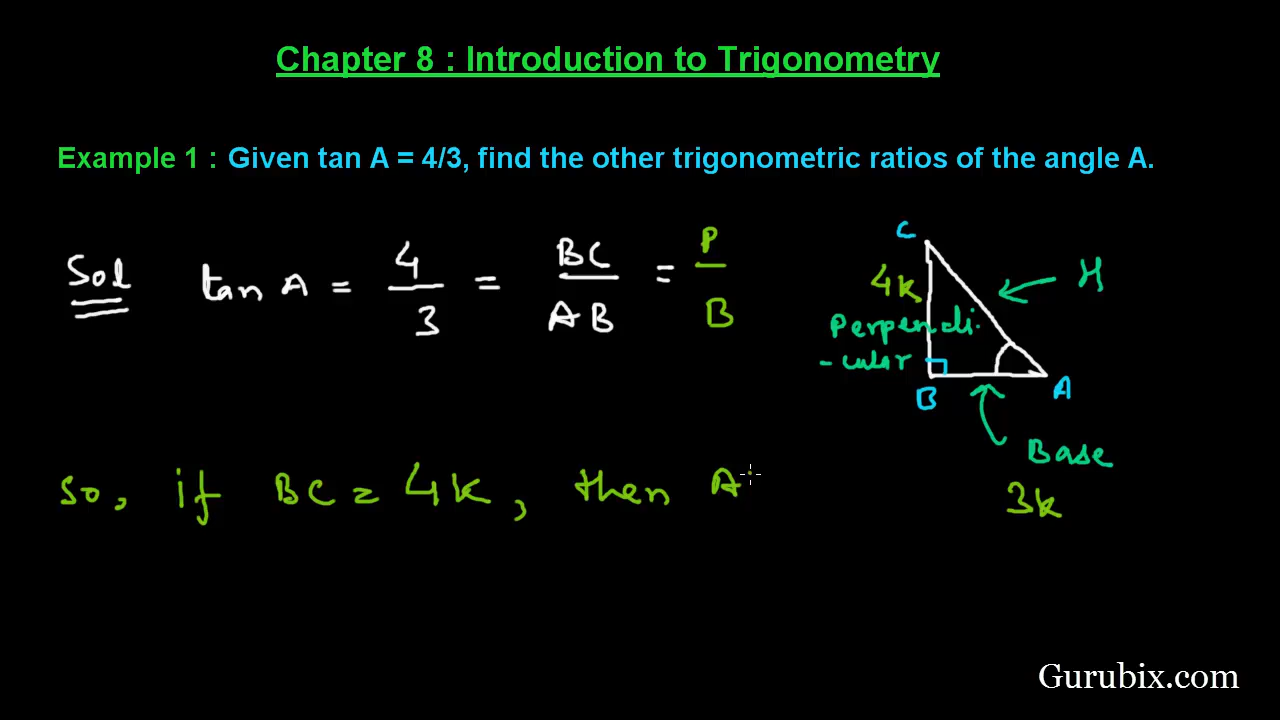 Chapter 8 : Introduction to Trigonometry
Example 1 : Given tan A = 4/3, find the other trigonometric ratios of the angle A.
Sol tan A = 4/3 = BC/AB = P/B
C
4k
H
Perpendi.
- cular
B
A
Base
3k
So, if BC = 4k, then A
Gurubix.com